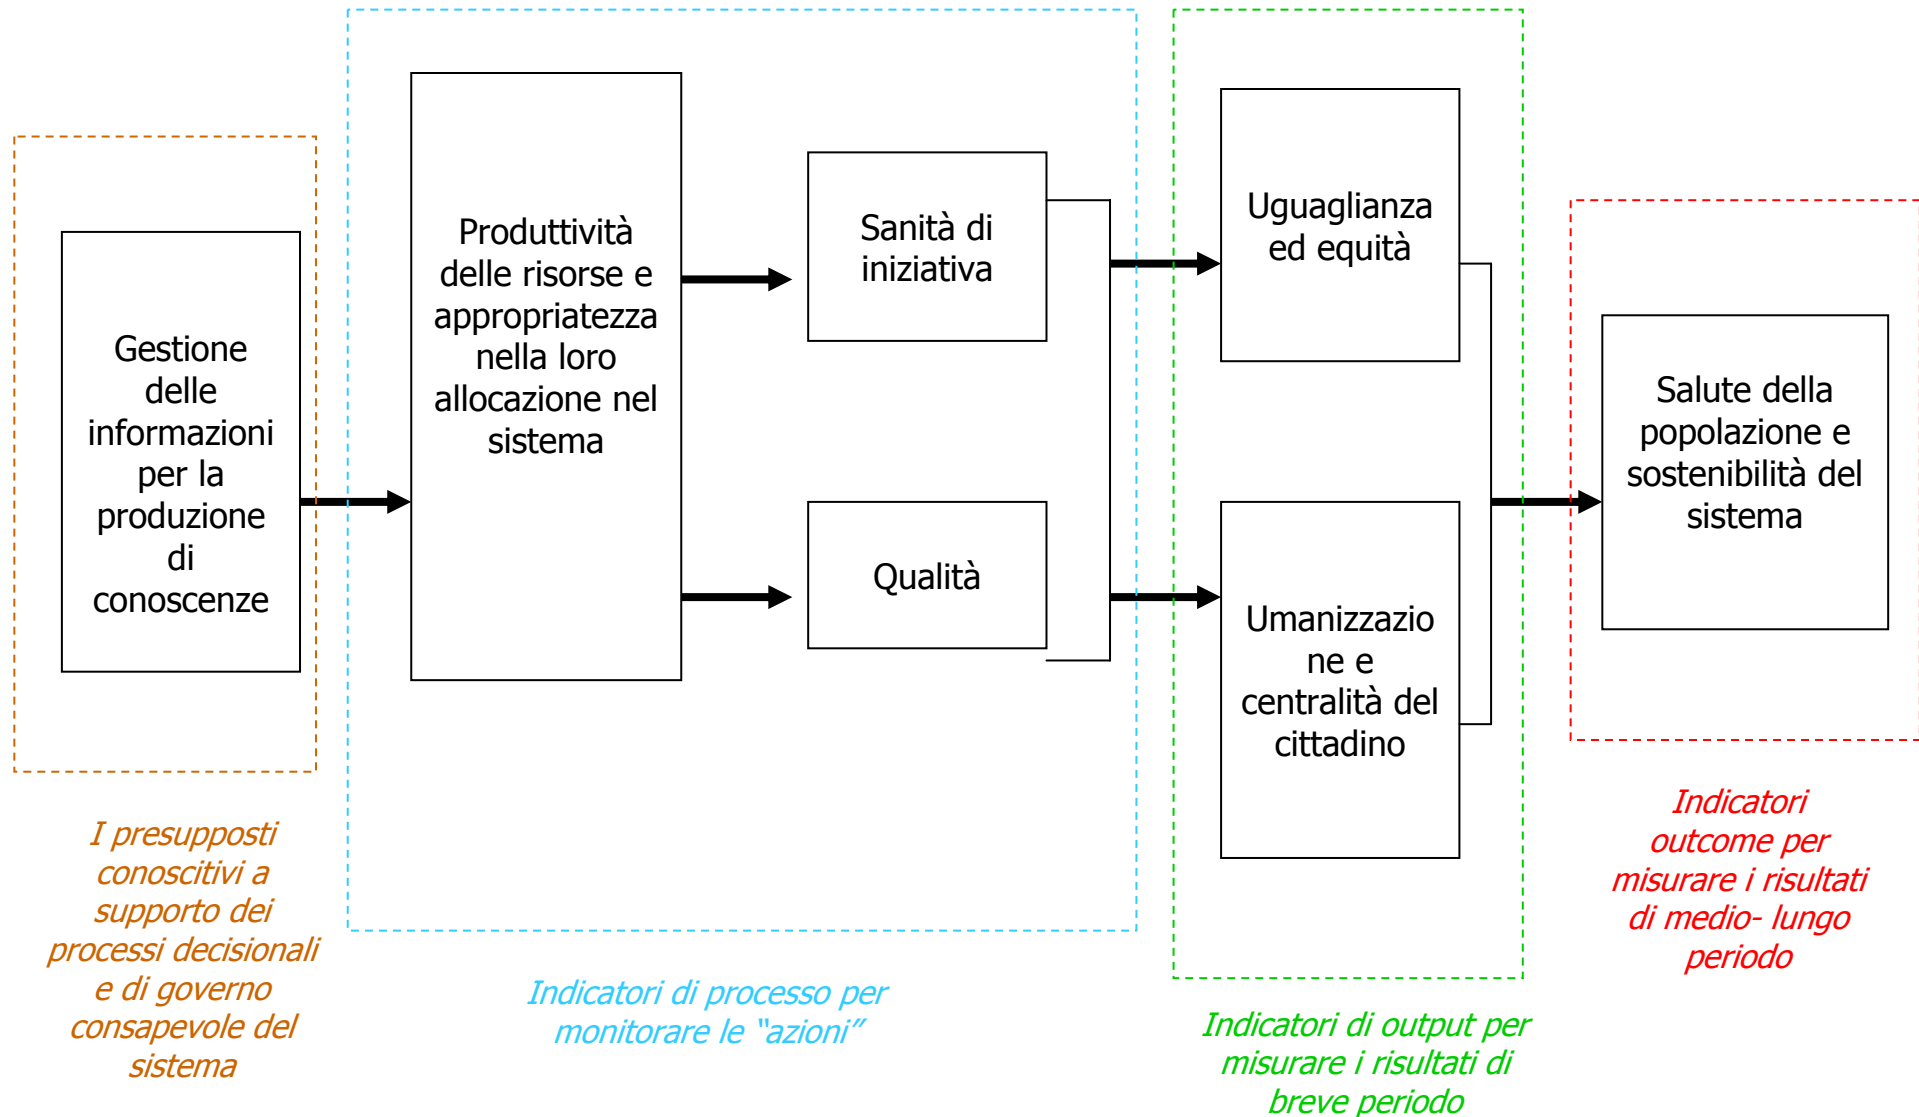 Gestione
delle
informazioni
per la
produzione
di
conoscenze
I presupposti
conoscitivi a
supporto dei
processi decisionali
e di governo
consapevole del
sistema
Produttività
delle risorse e
appropriatezza
nella loro
allocazione nel
sistema
Sanità di
iniziativa
Qualità
Indicatori di processo per
monitorare le “azioni”
Uguaglianza
ed equità
Umanizzazio
ne e
centralità del
cittadino
Indicatori di output per
misurare i risultati di
breve periodo
Salute della
popolazione e
sostenibilità del
sistema
Indicatori
outcome per
misurare i risultati
di medio- lungo
periodo